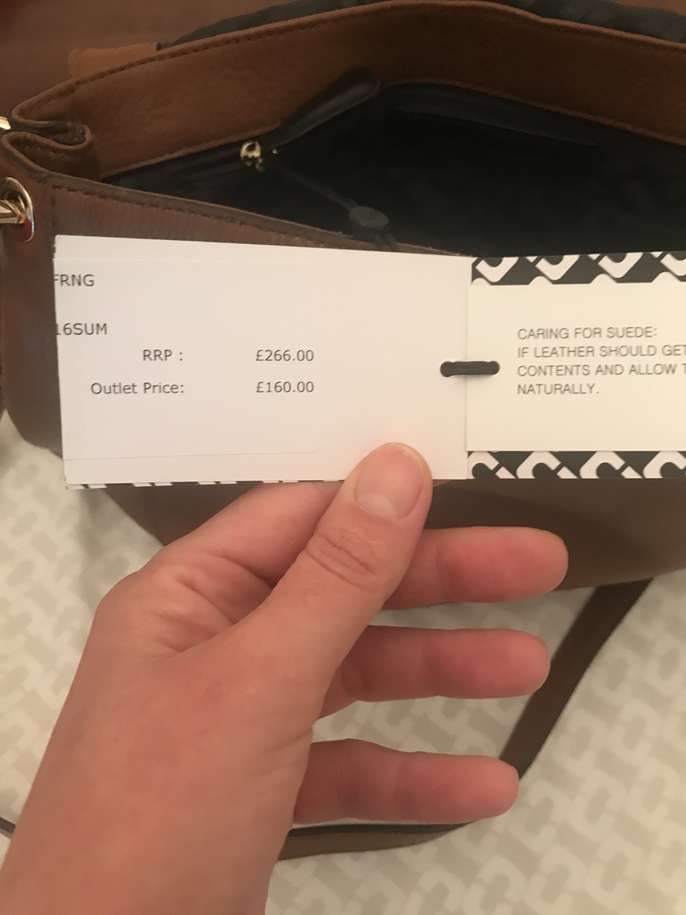 FRNG
16SUM
RRP : £266.00
Outlet Price: £160.00
CARING FOR SUEDE:
IF LEATHER SHOULD GET
CONTENTS AND ALLOW
NATURALLY.